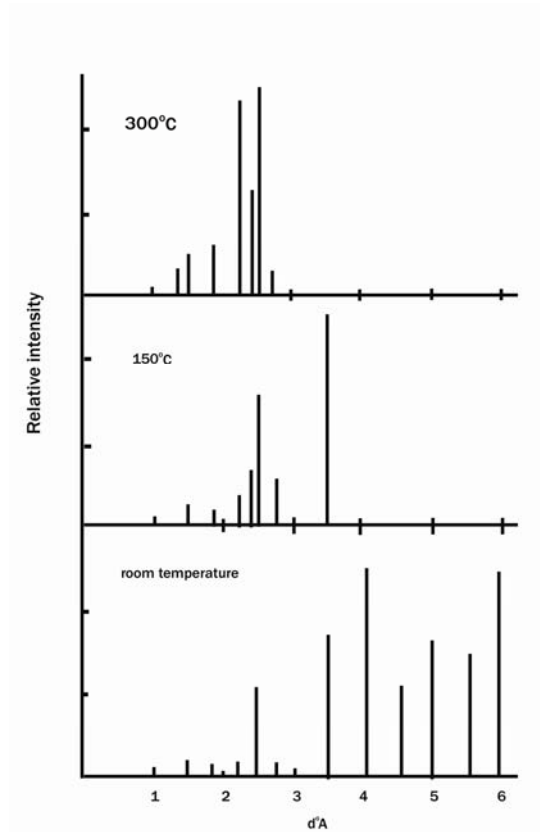 300°C
Relative intensity
150°C
room temperature
1 2 3 4 5 6
d°A